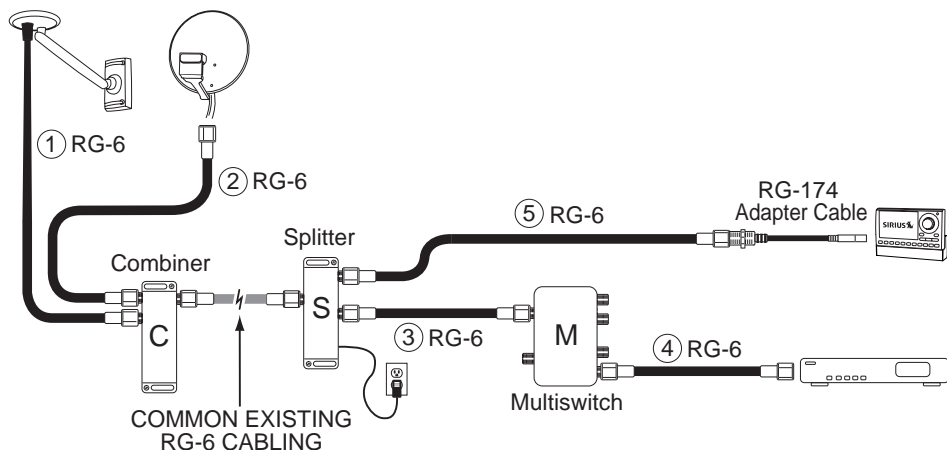 ① RG-6
② RG-6
⑤ RG-6
RG-174
Adapter Cable
SIRIUS
Splitter
Combiner
C
S
③ RG-6
M
④ RG-6
Multiswitch
COMMON EXISTING
RG-6 CABLING